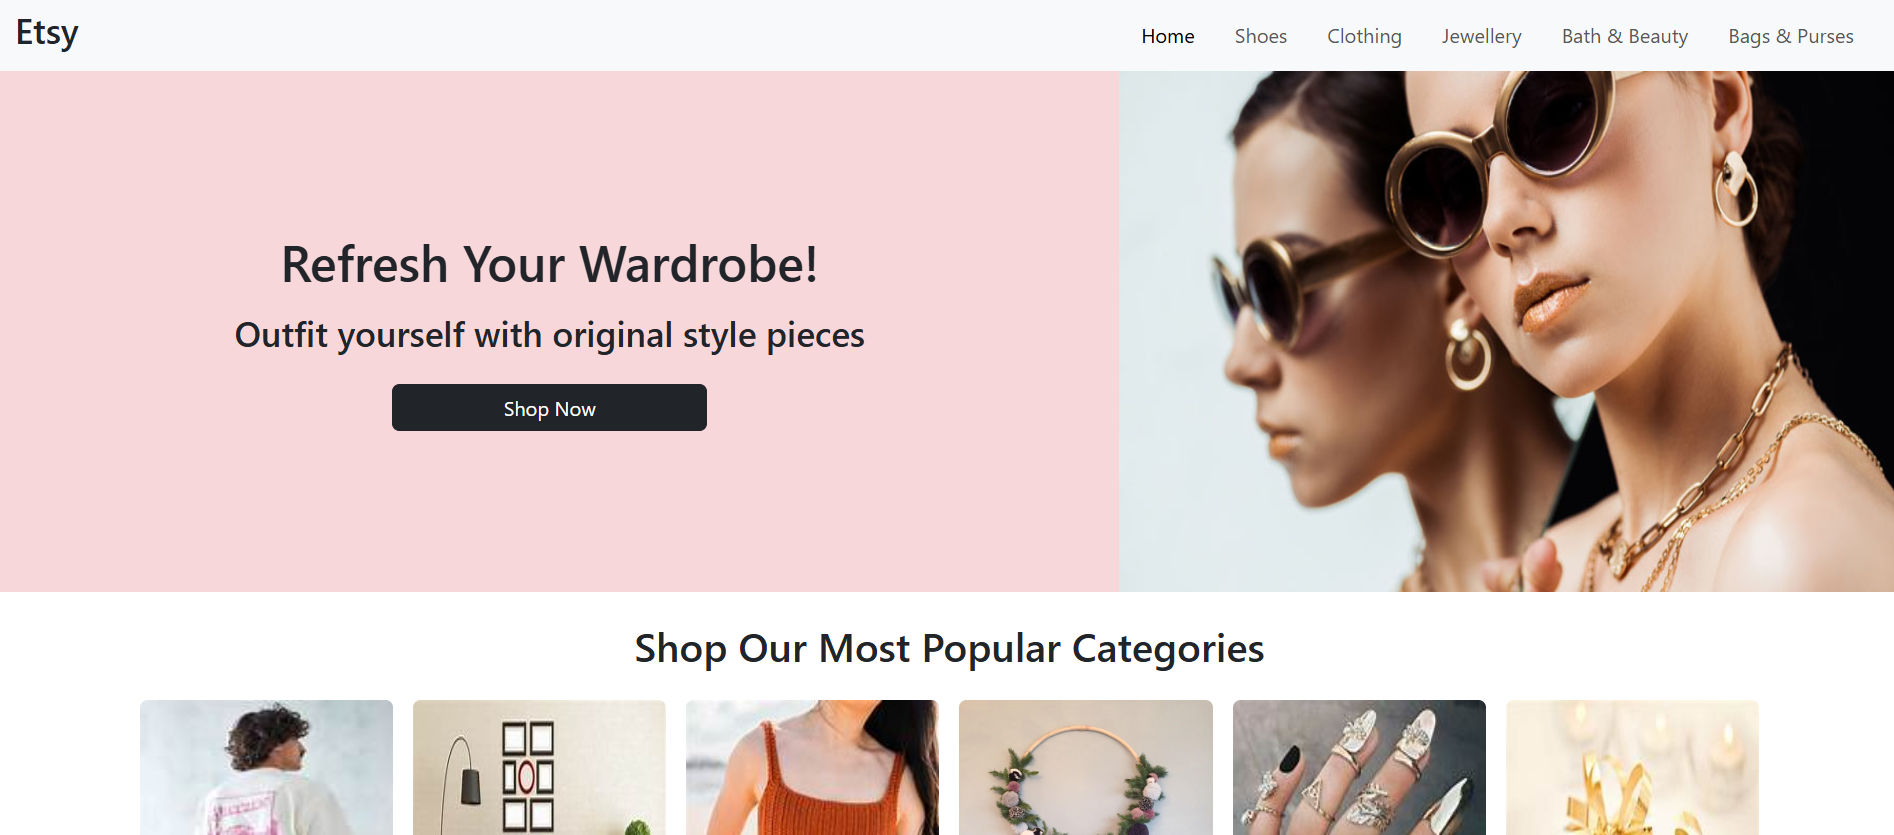 Etsy
Home Shoes Clothing Jewellery Bath & Beauty Bags & Purses
Refresh Your Wardrobe!
Outfit yourself with original style pieces
Shop Now
Shop Our Most Popular Categories